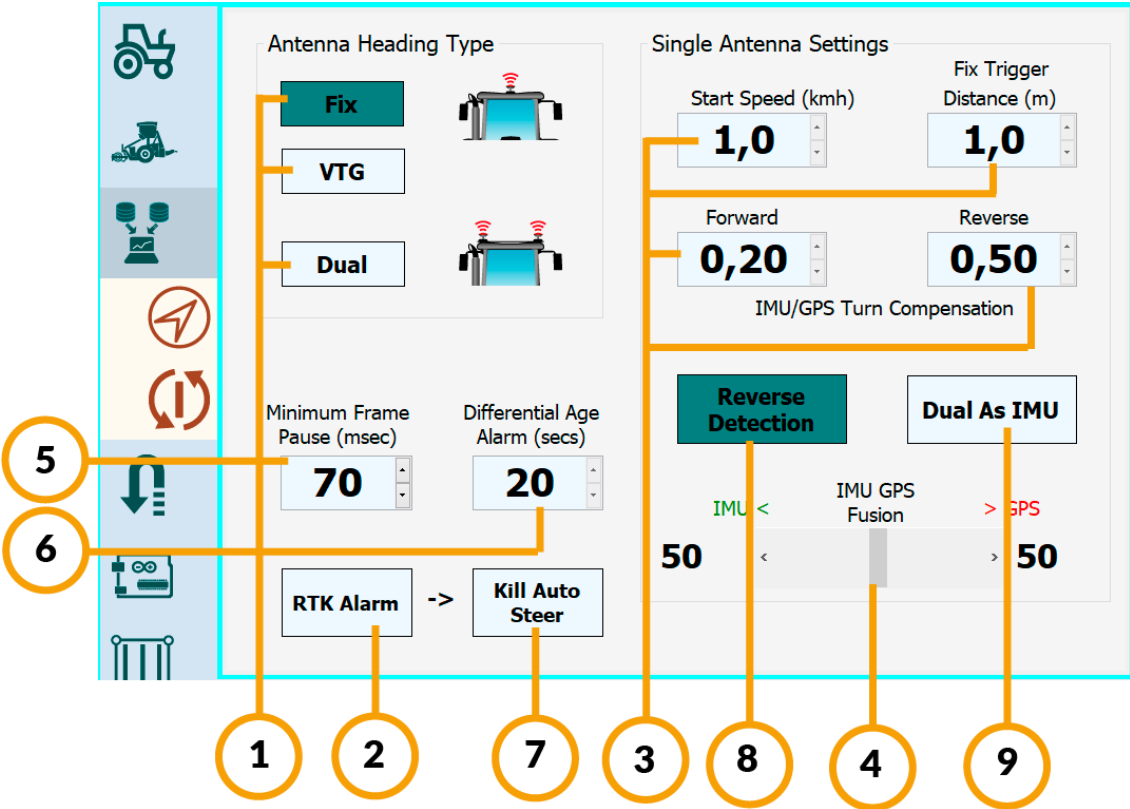 Antenna Heading Type
Fix
VTG
Dual
Single Antenna Settings
Start Speed (kmh)
Fix Trigger
Distance (m)
1,0
1,0
Forward
Reverse
0,20
0,50
IMU/GPS Turn Compensation
Minimum Frame
Pause (msec)
Differential Age
Alarm (secs)
70
20
Reverse
Detection
Dual As IMU
IMU <
IMU GPS
Fusion
> GPS
50
<
>
50
RTK Alarm
->
Kill Auto
Steer
5
6
1
2
7
3
8
4
9